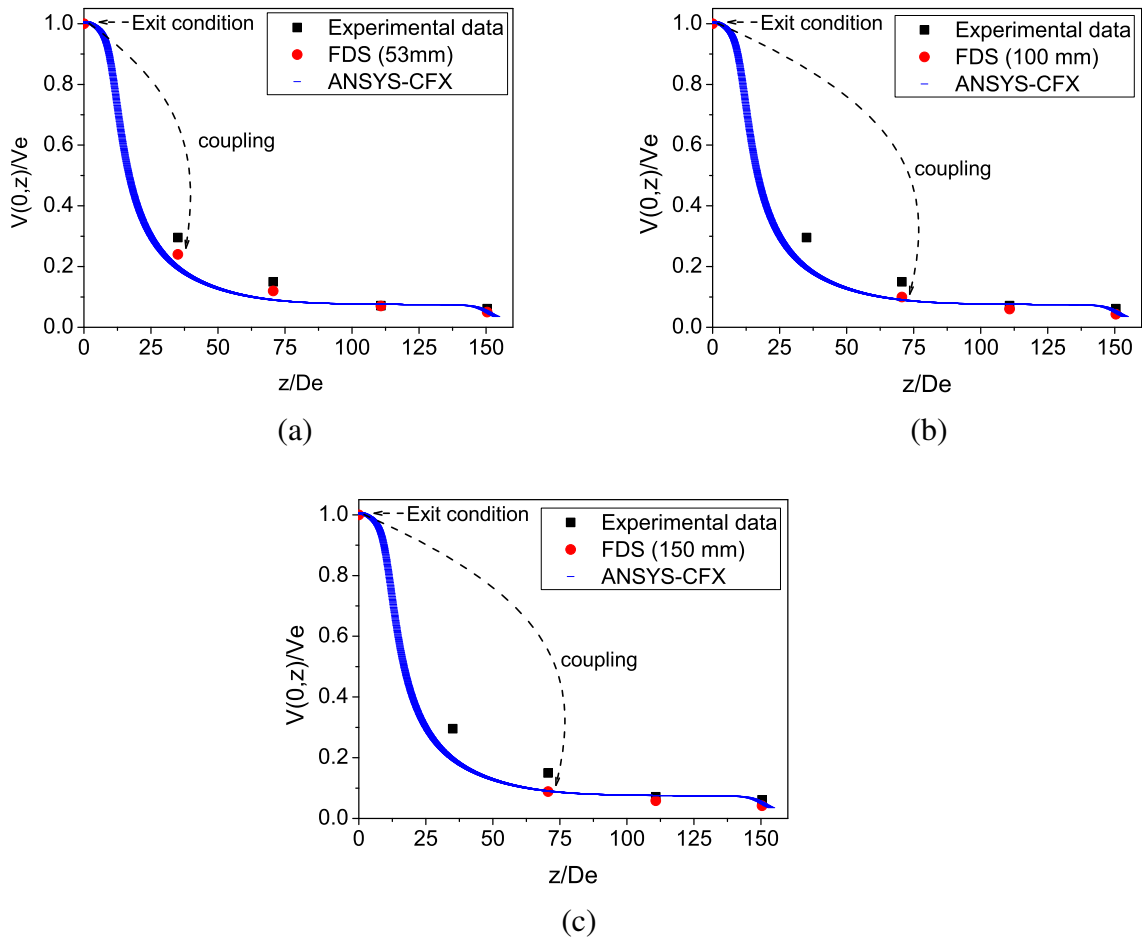 Exit condition
Experimental data
FDS (53mm)
ANSYS-CFX
coupling
V(0,z)/Ve
1.0
0.8
0.6
0.4
0.2
0.0
0 25 50 75 100 125 150
z/De
(a)
Exit condition
Experimental data
FDS (100 mm)
ANSYS-CFX
coupling
V(0,z)/Ve
1.0
0.8
0.6
0.4
0.2
0.0
0 25 50 75 100 125 150
z/De
(b)
Exit condition
Experimental data
FDS (150 mm)
ANSYS-CFX
coupling
V(0,z)/Ve
1.0
0.8
0.6
0.4
0.2
0.0
0 25 50 75 100 125 150
z/De
(c)